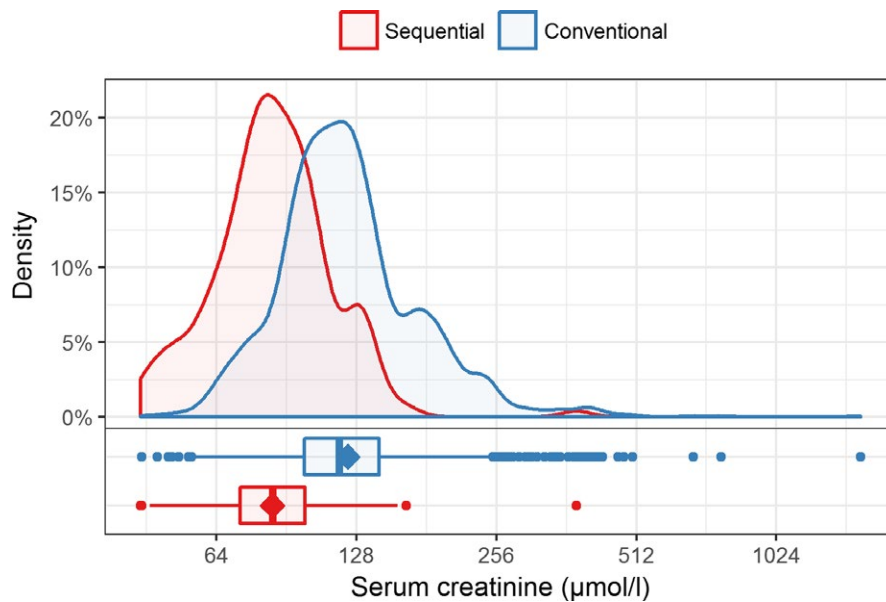 Sequential Conventional
20%
15%
10%
5%
0%
Density
64 128 256 512 1024
Serum creatinine (µmol/l)